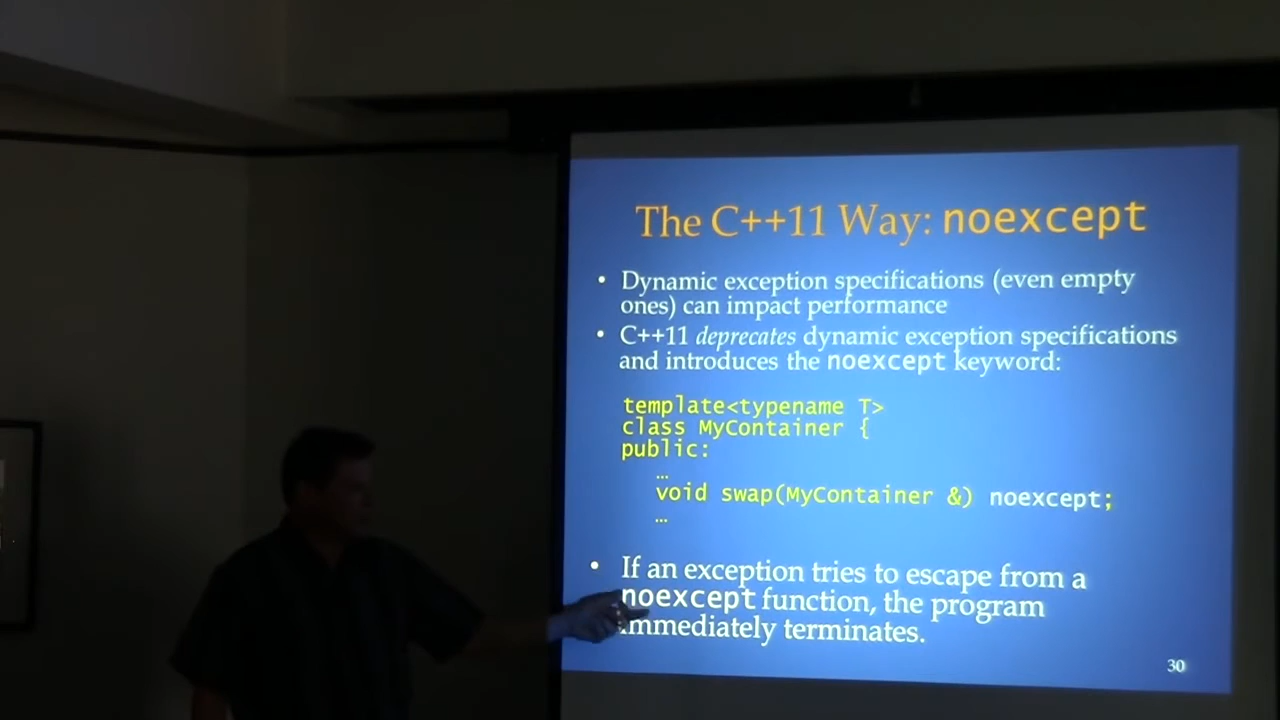 The C++11 Way: noexcept
• Dynamic exception specifications (even empty
ones) can impact performance
• C++11 deprecates dynamic exception specifications
and introduces the noexcept keyword:
template<typename T>
class MyContainer {
public:
…
void swap(MyContainer &) noexcept;
…
• If an exception tries to escape from a
noexcept function, the program
immediately terminates.
30